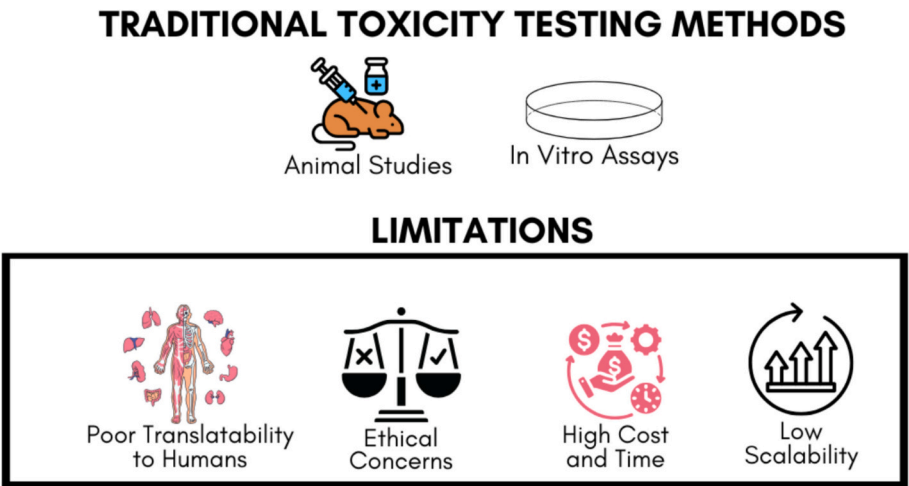 TRADITIONAL TOXICITY TESTING METHODS
Animal Studies
In Vitro Assays
LIMITATIONS
Poor Translatability
to Humans
Ethical
Concerns
High Cost
and Time
Low
Scalability